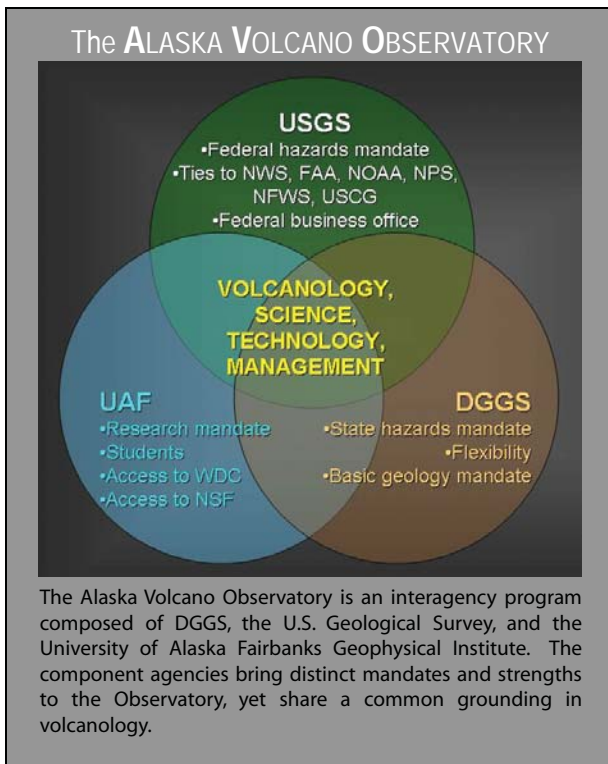 The ALASKA VOLCANO OBSERVATORY
USGS
•Federal hazards mandate
•Ties to NWS, FAA, NOAA, NPS,
NFWS, USCG
•Federal business office
VOLCANOLOGY,
SCIENCE,
TECHNOLOGY,
MANAGEMENT
UAF
•Research mandate
•Students
•Access to WDC
•Access to NSF
DGGS
•State hazards mandate
•Flexibility
•Basic geology mandate
The Alaska Volcano Observatory is an interagency program
composed of DGGS, the U.S. Geological Survey, and the
University of Alaska Fairbanks Geophysical Institute. The
component agencies bring distinct mandates and strengths
to the Observatory, yet share a common grounding in
volcanology.